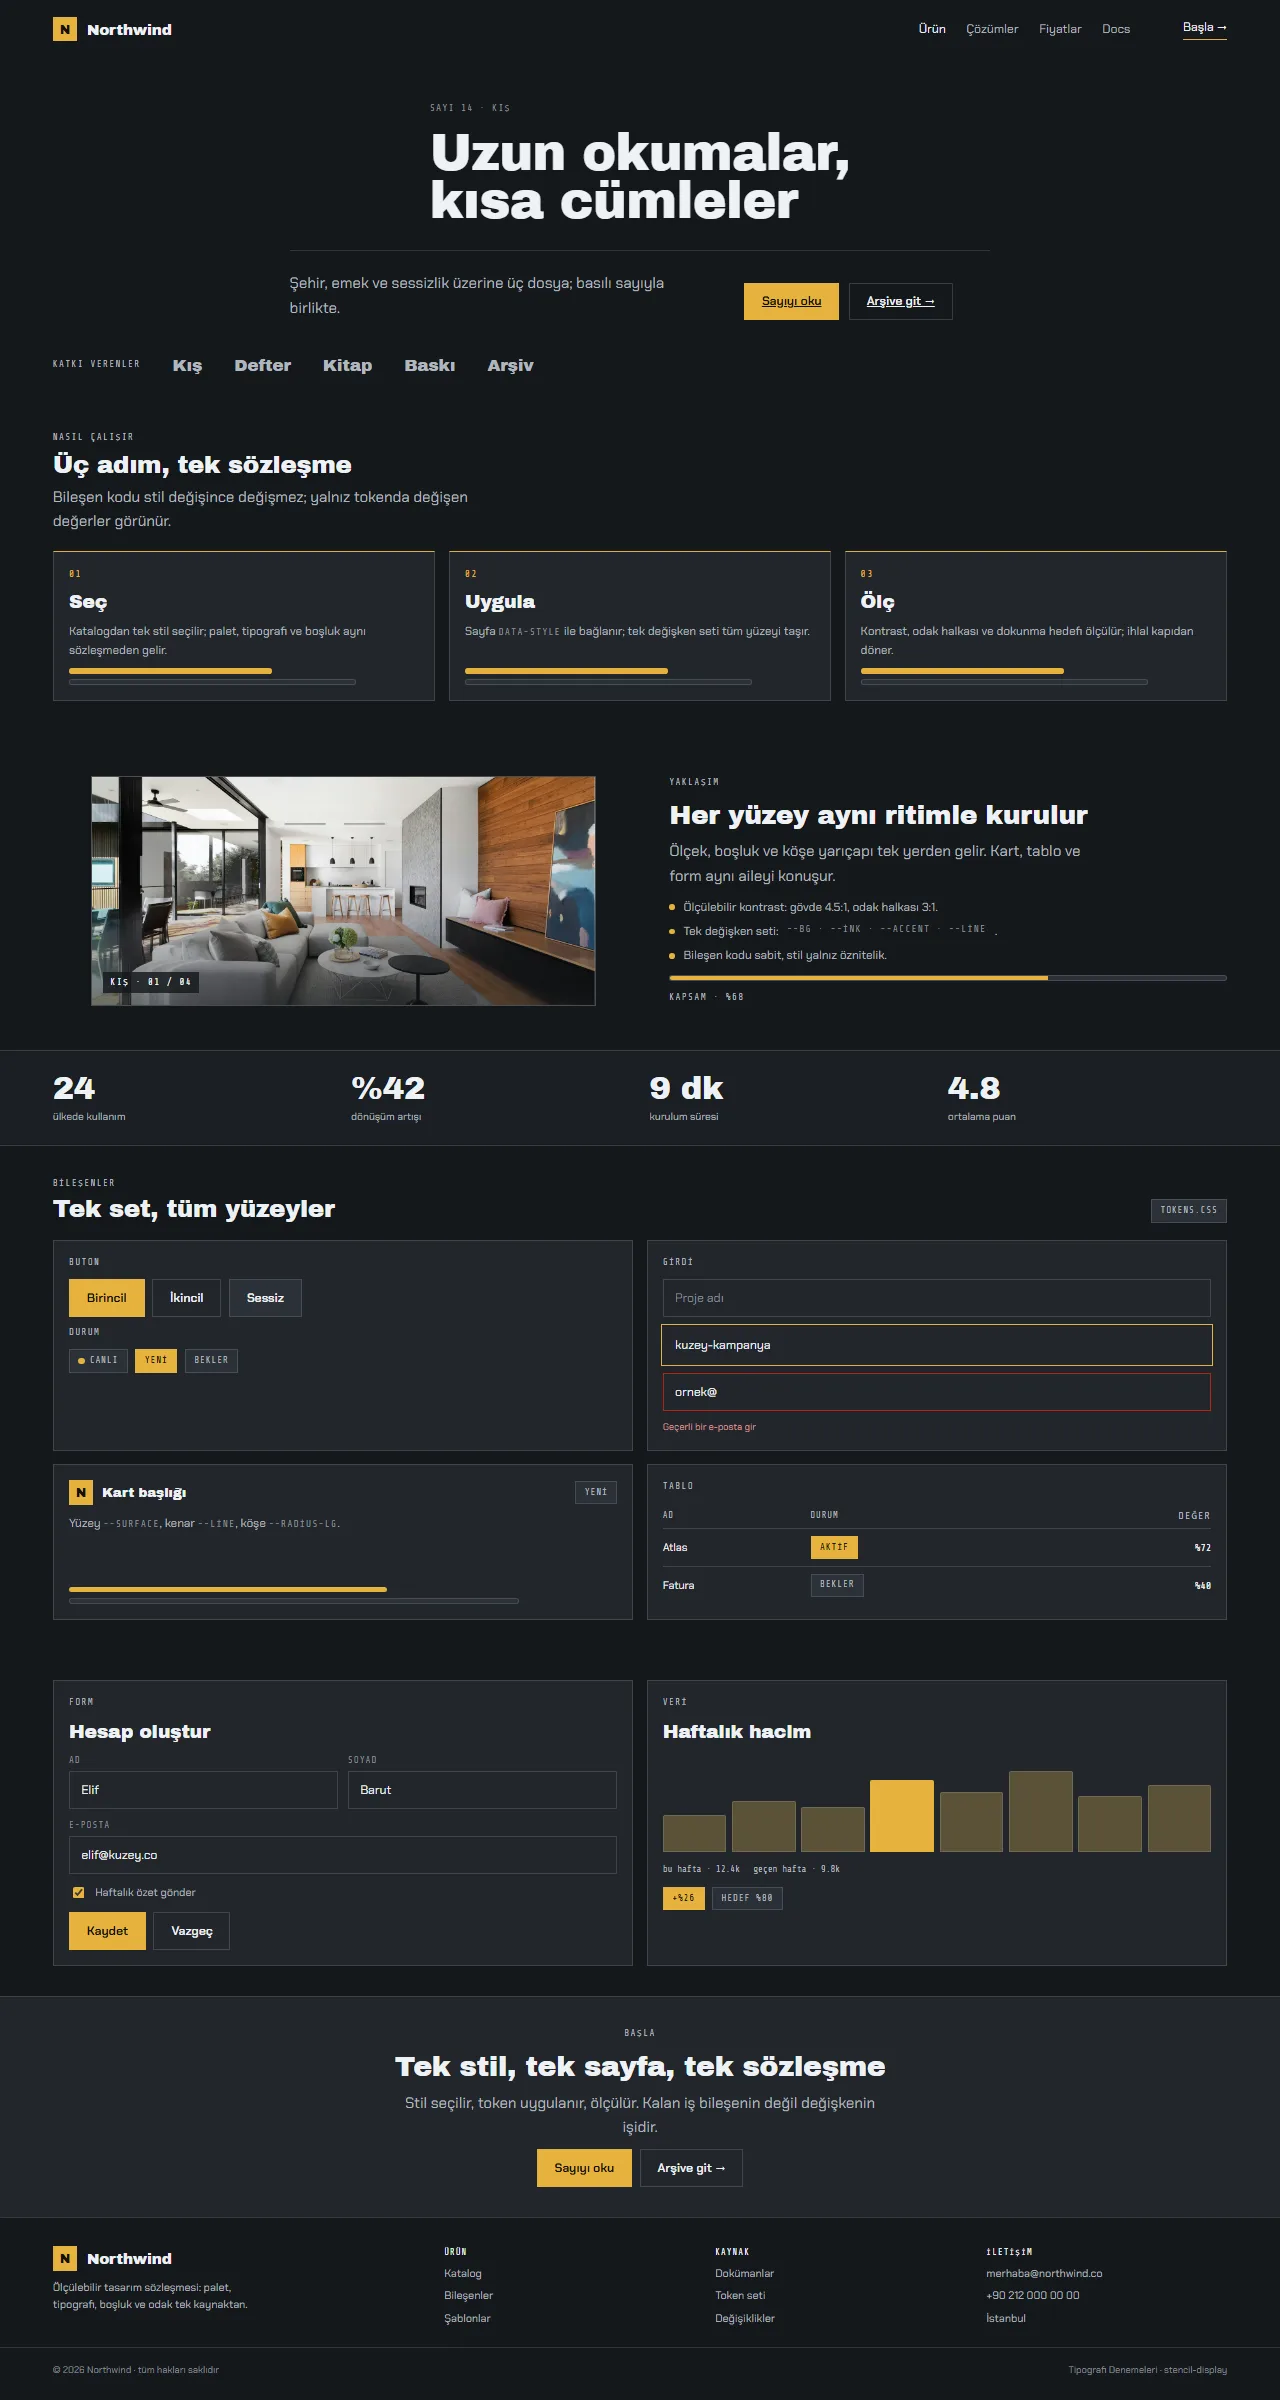 N Northwind
Ürün Çözümler Fiyatlar Docs Başla →
SAYI 14 · KIŞ
Uzun okumalar,
kısa cümleler
Şehir, emek ve sessizlik üzerine üç dosya; basılı sayıyla
birlikte.
Sayıyı oku Arşive git →
KATKI VERENLER Kış Defter Kitap Baskı Arşiv
NASIL ÇALIŞIR
Üç adım, tek sözleşme
Bileşen kodu stil değişince değişmez; yalnız tokenda değişen
değerler görünür.
01
Seç
Katalogdan tek stil seçilir; palet, tipografi ve boşluk aynı
sözleşmeden gelir.
02
Uygula
Sayfa DATA-STYLE ile bağlanır; tek değişken seti tüm yüzeyi taşır.
03
Ölç
Kontrast, odak halkası ve dokunma hedefi ölçülür; ihlal kapıdan
döner.
KIŞ · 01 / 04
YAKLAŞIM
Her yüzey aynı ritimle kurulur
Ölçek, boşluk ve köşe yarıçapı tek yerden gelir. Kart, tablo ve
form aynı aileyi konuşur.
Ölçülebilir kontrast: gövde 4.5:1, odak halkası 3:1.
Tek değişken seti: --BG · --İNK · --ACCENT · --LİNE .
Bileşen kodu sabit, stil yalnız öznitelik.
KAPSAM · %68
24
ülkede kullanım
%42
dönüşüm artışı
9 dk
kurulum süresi
4.8
ortalama puan
BİLEŞENLER
Tek set, tüm yüzeyler
TOKENS.CSS
BUTON
Birincil İkincil Sessiz
DURUM
CANLI YENİ BEKLER
GİRDİ
Proje adı
kuzey-kampanya
ornek@
Geçerli bir e-posta gir
N Kart başlığı YENİ
Yüzey --SURFACE, kenar --LİNE, köşe --RADİUS-LG.
TABLO
AD DURUM DEĞER
Atlas AKTİF %72
Fatura BEKLER %40
FORM
Hesap oluştur
AD SOYAD
Elif Barut
E-POSTA
elif@kuzey.co
Haftalık özet gönder
Kaydet Vazgeç
VERİ
Haftalık hacim
bu hafta · 12.4k geçen hafta · 9.8k
+%26 HEDEF %80
BAŞLA
Tek stil, tek sayfa, tek sözleşme
Stil seçilir, token uygulanır, ölçülür. Kalan iş bileşenin değil değişkenin
işidir.
Sayıyı oku Arşive git →
N Northwind
Ölçülebilir tasarım sözleşmesi: palet,
tipografi, boşluk ve odak tek kaynaktan.
ÜRÜN
Katalog
Bileşenler
Şablonlar
KAYNAK
Dokümanlar
Token seti
Değişiklikler
İLETİŞİM
merhaba@northwind.co
+90 212 000 00 00
İstanbul
© 2026 Northwind · tüm hakları saklıdır
Tipografi Denemeleri · stencil-display